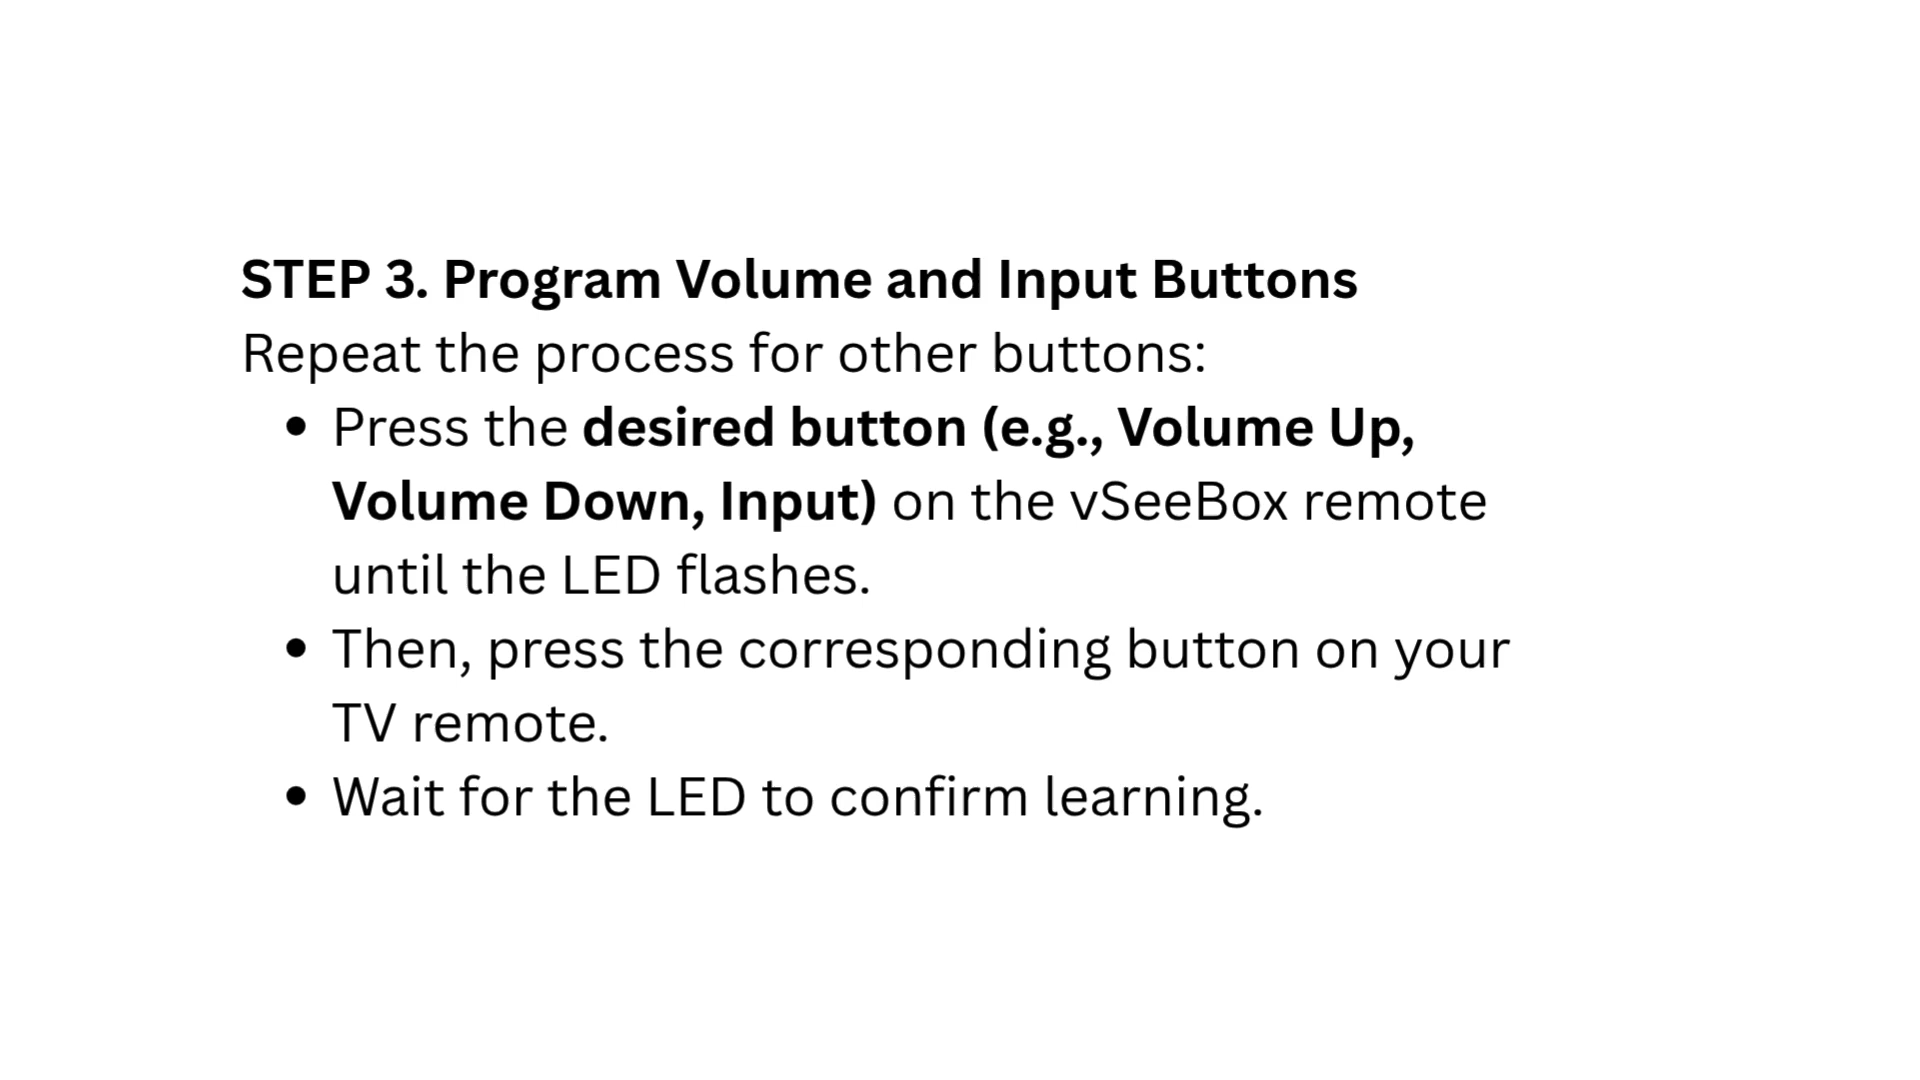 STEP 3. Program Volume and Input Buttons
Repeat the process for other buttons:
• Press the desired button (e.g., Volume Up,
Volume Down, Input) on the vSeeBox remote
until the LED flashes.
• Then, press the corresponding button on your
TV remote.
• Wait for the LED to confirm learning.